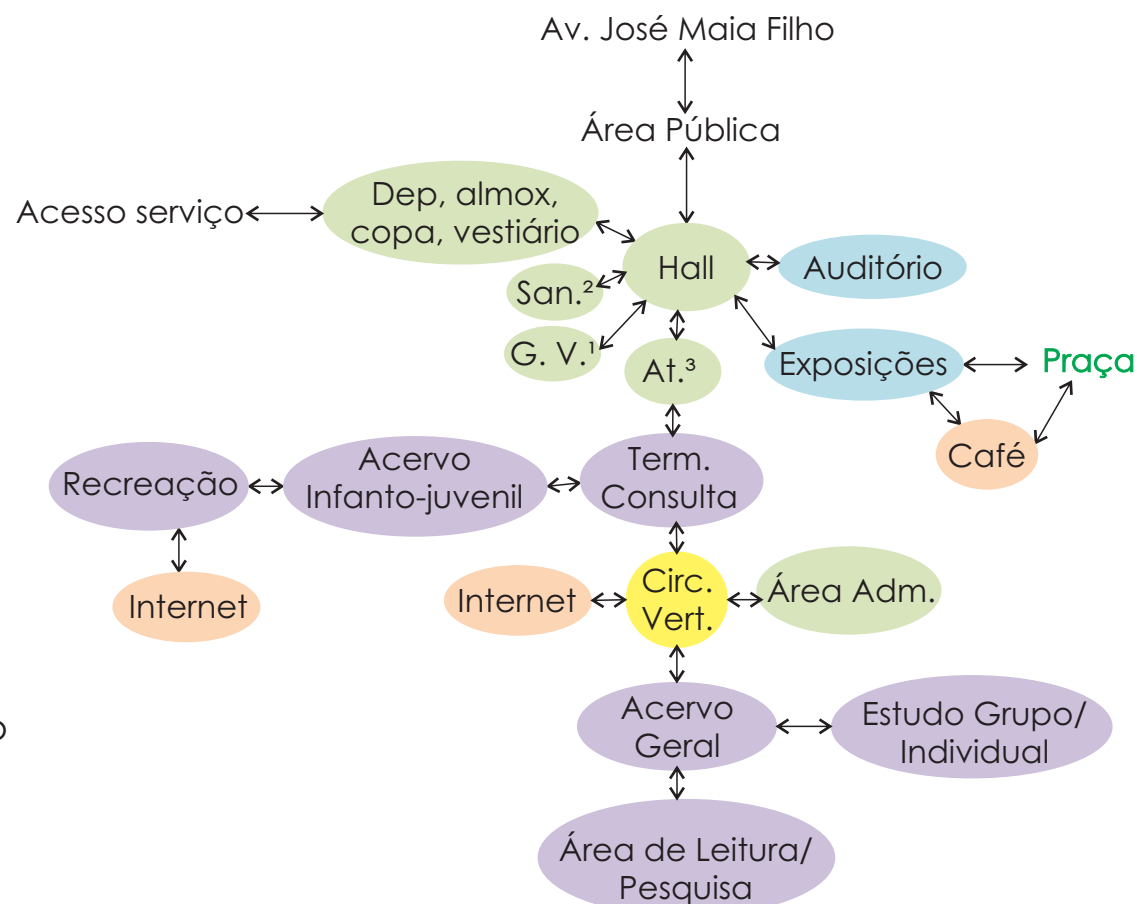 Av. José Maia Filho
Área Pública
Acesso serviço
Dep, almox,
copa, vestiário
Hall
Auditório
San.²
G. V.¹
At.³
Exposições
Praça
Café
Recreação
Acervo
Infanto-juvenil
Term.
Consulta
Internet
Internet
Circ.
Vert.
Área Adm.
Acervo
Geral
Estudo Grupo/
Individual
Área de Leitura/
Pesquisa